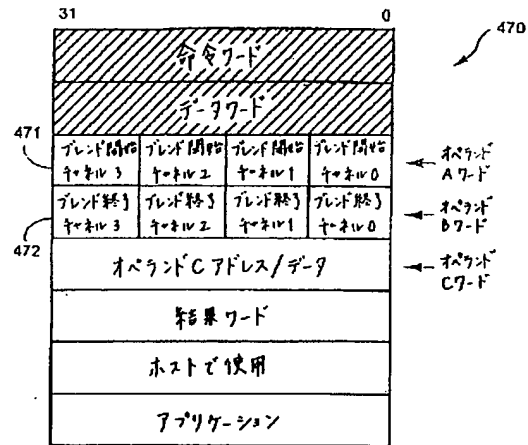 31 0
470
命令ワード
データワード
471
ブレンド開始 ブレンド開始 ブレンド開始 ブレンド開始
チャネル3 チャネル2 チャネル1 チャネル0
オペランド
Aワード
ブレンド終了 ブレンド終了 ブレンド終了 ブレンド終了
チャネル3 チャネル2 チャネル1 チャネル0
オペランド
Bワード
472
オペランドCアドレス/データ
オペランド
Cワード
結果ワード
ホストで使用
アプリケーション